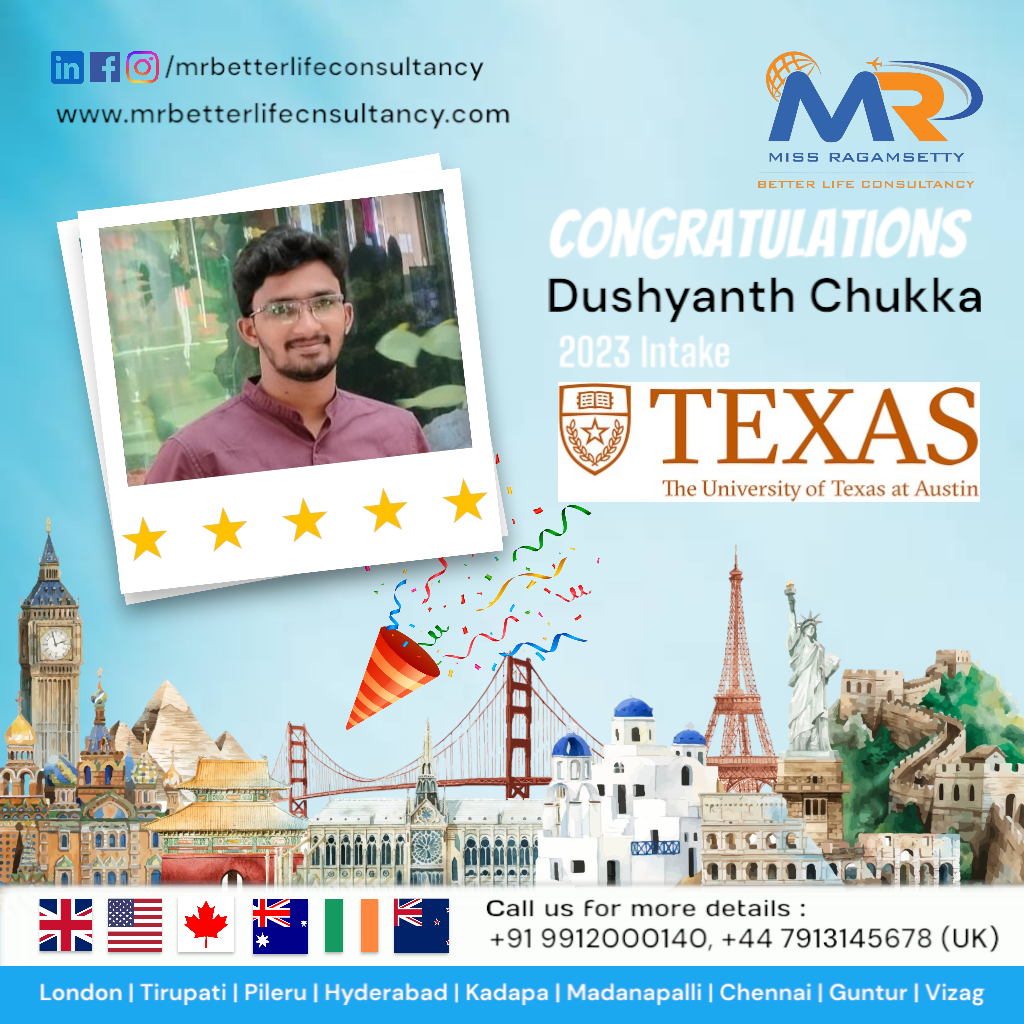 /mrbetterlifeconsultancy
www.mrbetterlifecnsultancy.com
MR
MISS RAGAMSETTY
BETTER LIFE CONSULTANCY
CONGRATULATIONS
Dushyanth Chukka
2023 Intake
TEXAS
The University of Texas at Austin
Call us for more details :
+91 9912000140, +44 7913145678 (UK)
London | Tirupati | Pileru | Hyderabad | Kadapa | Madanapalli | Chennai | Guntur | Vizag